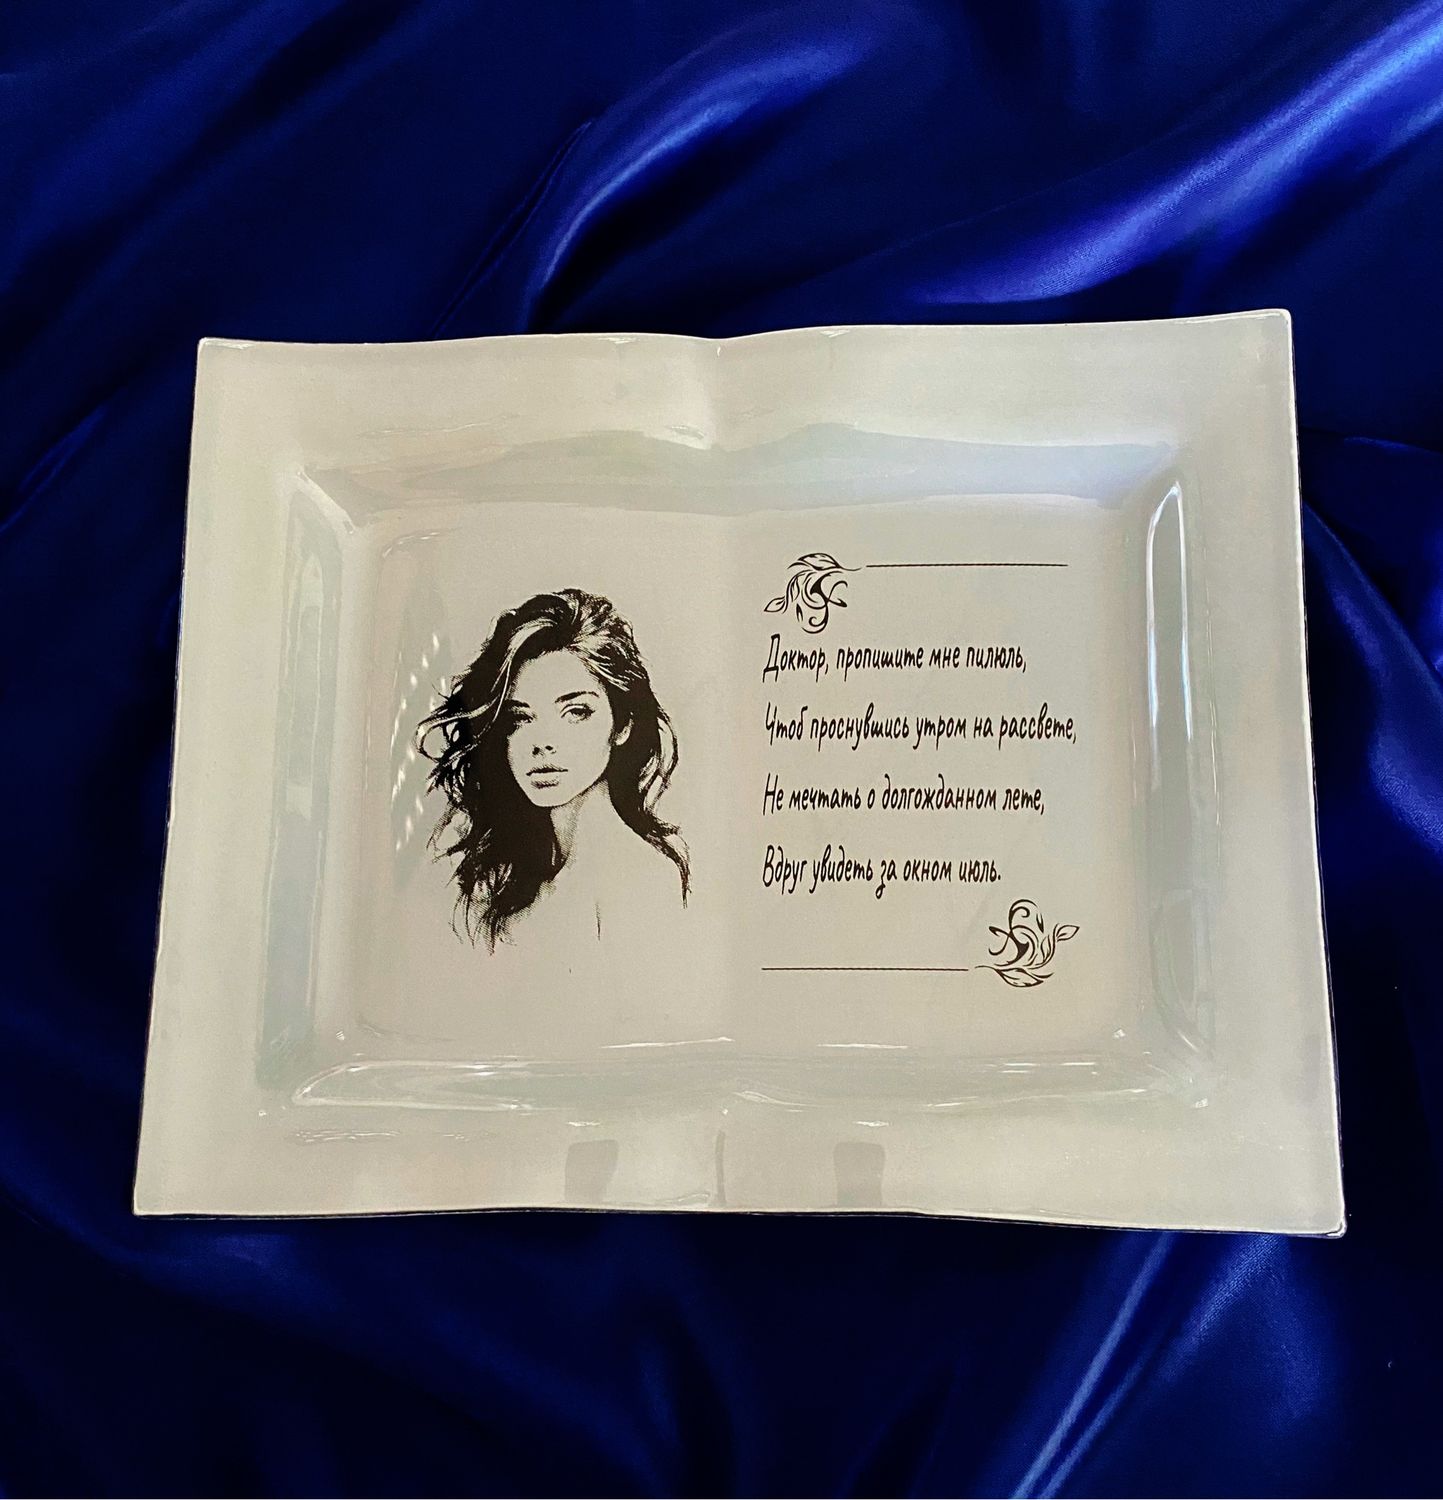 Доктор, пропишите мне пилюль,
Чтоб проснувшись утром на рассвете,
Не мечтать о долгожданном лете,
Вдруг увидеть за окном июль.